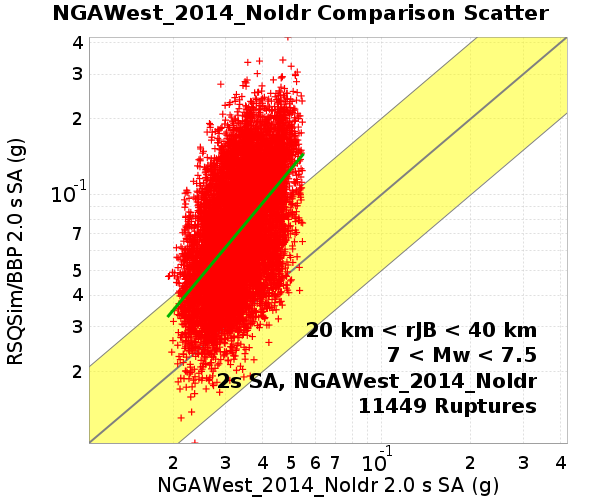 NGAWest_2014_NoIdr Comparison Scatter
4
3
2
10-1
7
5
4
3
2
RSQSim/BBP 2.0 s SA (g)
20 km < rJB < 40 km
7 < Mw < 7.5
2s SA, NGAWest_2014_NoIdr
11449 Ruptures
2 3 4 5 6 7 10-1 2 3 4
NGAWest_2014_NoIdr 2.0 s SA (g)